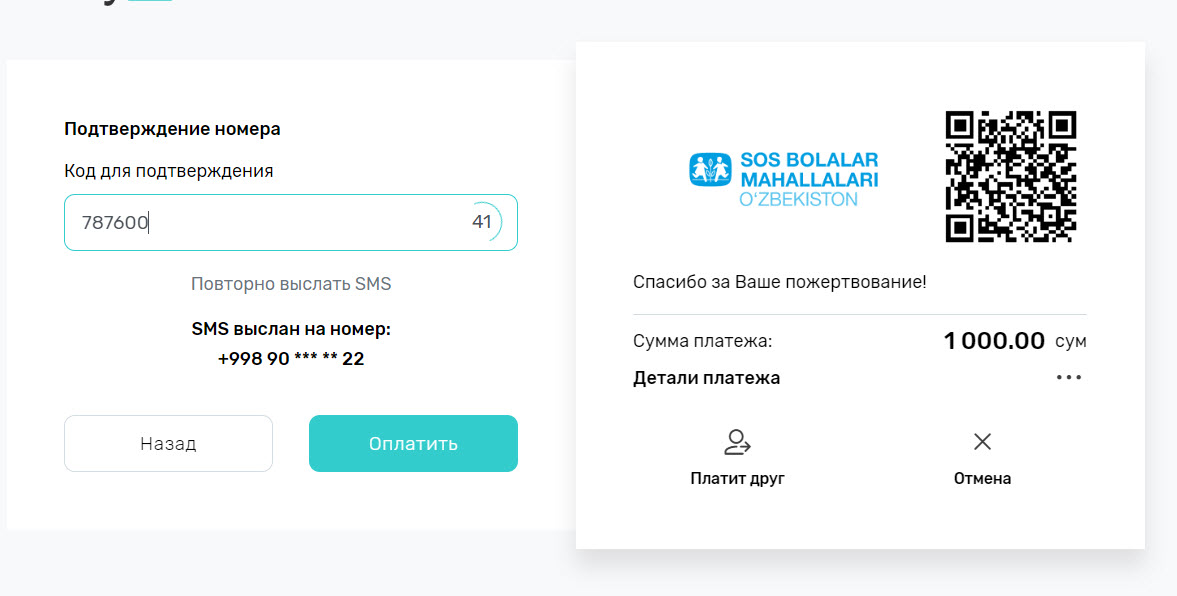 Подтверждение номера
Код для подтверждения
787600
41
Повторно выслать SMS
SMS выслан на номер:
+998 90 *** ** 22
Назад
Оплатить
SOS BOLALAR
MAHALLALARI
O‘ZBEKISTON
Спасибо за Ваше пожертвование!
Сумма платежа: 1 000.00 сум
Детали платежа ···
Платит друг
Отмена